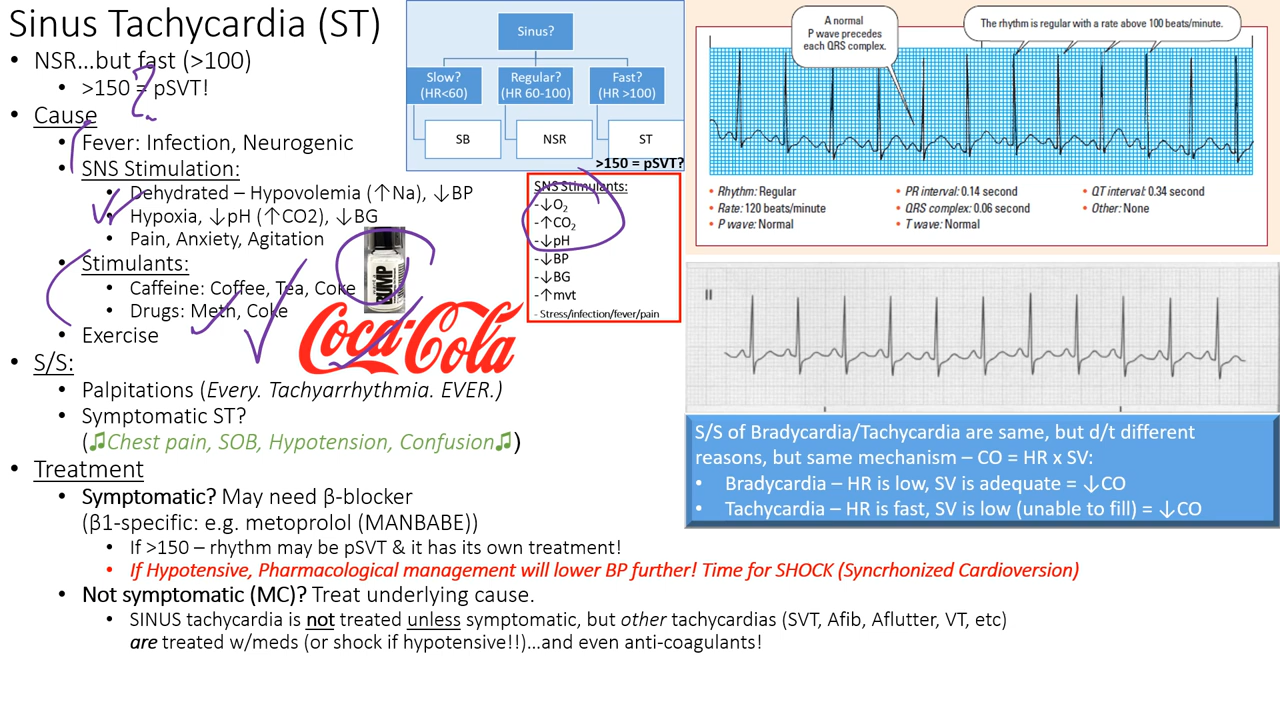 Sinus Tachycardia (ST)
• NSR...but fast (>100)
• >150 = pSVT!
?
• Cause
• Fever: Infection, Neurogenic
• SNS Stimulation:
• Dehydrated – Hypovolemia (↑Na), ↓BP
• Hypoxia, ↓pH (↑CO2), ↓BG
• Pain, Anxiety, Agitation
• Stimulants:
• Caffeine: Coffee, Tea, Coke
• Drugs: Meth, Coke
• Exercise
• S/S:
• Palpitations (Every. Tachyarrhythmia. EVER.)
• Symptomatic ST?
(♫Chest pain, SOB, Hypotension, Confusion♫)
• Treatment
• Symptomatic? May need β-blocker
(β1-specific: e.g. metoprolol (MANBABE))
• If >150 – rhythm may be pSVT & it has its own treatment!
• If Hypotensive, Pharmacological management will lower BP further! Time for SHOCK (Syncrhonized Cardioversion)
• Not symptomatic (MC)? Treat underlying cause.
• SINUS tachycardia is not treated unless symptomatic, but other tachycardias (SVT, Afib, Aflutter, VT, etc)
are treated w/meds (or shock if hypotensive!!)...and even anti-coagulants!
Sinus?
Slow?
(HR<60)
Regular?
(HR 60-100)
Fast?
(HR >100)
SB
NSR
ST
>150 = pSVT?
SNS Stimulants:
-↓O2
-↑CO2
-↓pH
-↓BP
-↓BG
-↑mvt
- Stress/infection/fever/pain
BUMP
Coca-Cola
A normal
P wave precedes
each QRS complex.
The rhythm is regular with a rate above 100 beats/minute.
• Rhythm: Regular
• Rate: 120 beats/minute
• P wave: Normal
• PR interval: 0.14 second
• QRS complex: 0.06 second
• T wave: Normal
• QT interval: 0.34 second
• Other: None
II
S/S of Bradycardia/Tachycardia are same, but d/t different
reasons, but same mechanism – CO = HR x SV:
• Bradycardia – HR is low, SV is adequate = ↓CO
• Tachycardia – HR is fast, SV is low (unable to fill) = ↓CO